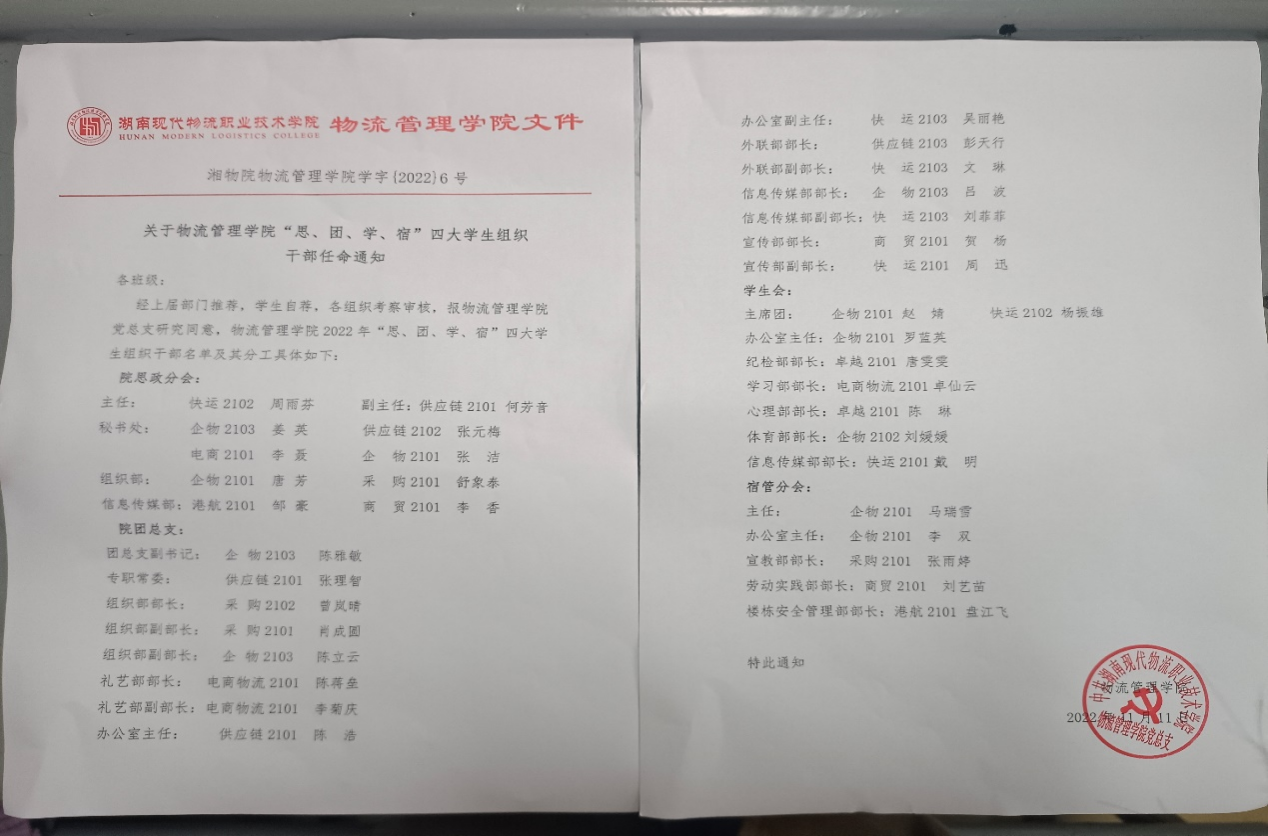 湖南现代物流职业技术学院 物流管理学院文件
HUNAN MODERN LOGISTICS COLLEGE
湘物院物流管理学院学字{2022}6 号
关于物流管理学院“思、团、学、宿”四大学生组织
干部任命通知
各班级：
经上届部门推荐，学生自荐，各组织考察审核，报物流管理学院
党总支研究同意，物流管理学院 2022 年“思、团、学、宿”四大学
生组织干部名单及其分工具体如下：
院思政分会：
主任： 快运 2102 周雨芬 副主任：供应链 2101 何芳音
秘书处： 企物 2103 姜 英 供应链 2102 张元梅
电商 2101 李 聂 企 物 2101 张 洁
组织部： 企物 2101 唐 芳 采 购 2101 舒象泰
信息传媒部：港航 2101 邹 豪 商 贸 2101 李 香
院团总支：
团总支副书记： 企 物 2103 陈雅敏
专职常委： 供应链 2101 张理智
组织部部长： 采 购 2102 曹岚晴
组织部副部长： 采 购 2101 肖成圆
组织部副部长： 企 物 2103 陈立云
礼艺部部长： 电商物流 2101 陈蒋垒
礼艺部副部长：电商物流 2101 李菊庆
办公室主任： 供应链 2101 陈 浩
办公室副主任： 快 运 2103 吴丽艳
外联部部长： 供应链 2103 彭天行
外联部副部长： 快 运 2103 文 琳
信息传媒部部长： 企 物 2103 吕 波
信息传媒部副部长：快 运 2103 刘菲菲
宣传部部长： 商 贸 2101 贺 杨
宣传部副部长： 快 运 2101 周 迅
学生会：
主席团： 企物 2101 赵 婧 快运 2102 杨振雄
办公室主任：企物 2101 罗蓝英
纪检部部长：卓越 2101 唐雯雯
学习部部长：电商物流 2101 卓仙云
心理部部长：卓越 2101 陈 琳
体育部部长：企物 2102 刘媛媛
信息传媒部部长：快运 2101 戴 明
宿管分会：
主任： 企物 2101 马瑞雪
办公室主任： 企物 2101 李 双
宣教部部长： 采购 2101 张雨婷
劳动实践部部长：商贸 2101 刘艺苗
楼栋安全管理部部长：港航 2101 盘江飞
特此通知
物流管理学院
2022 年 11 月 11 日
中共湖南现代物流职业技术学院
物流管理学院党总支